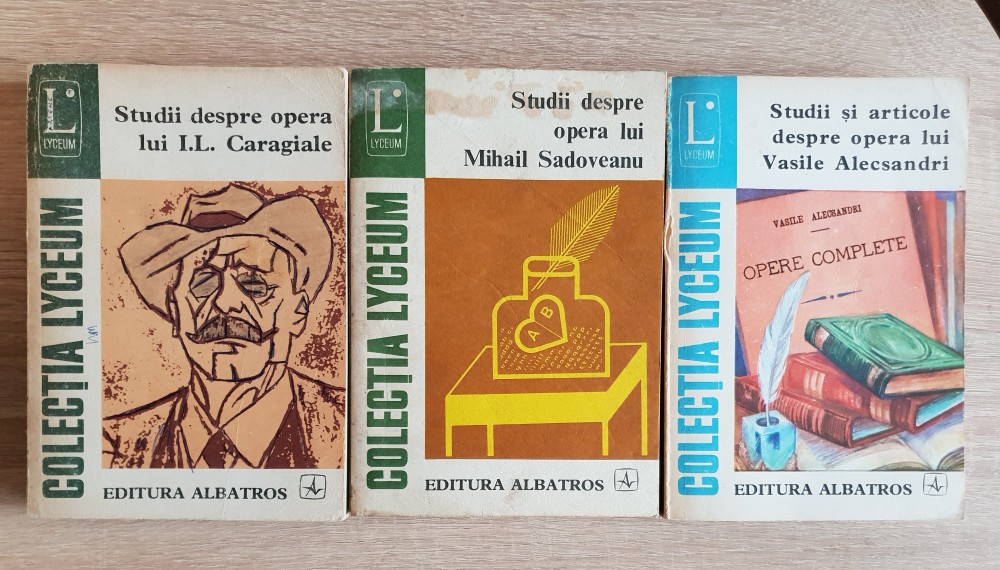 L
LYCEUM
Studii despre opera
lui I.L. Caragiale
COLECȚIA LYCEUM
EDITURA ALBATROS
L
LYCEUM
Studii despre
opera lui
Mihail Sadoveanu
COLECȚIA LYCEUM
A B
EDITURA ALBATROS
L
LYCEUM
Studii și articole
despre opera lui
Vasile Alecsandri
COLECȚIA LYCEUM
VASILE ALECSANDRI
OPERE COMPLETE
EDITURA ALBATROS